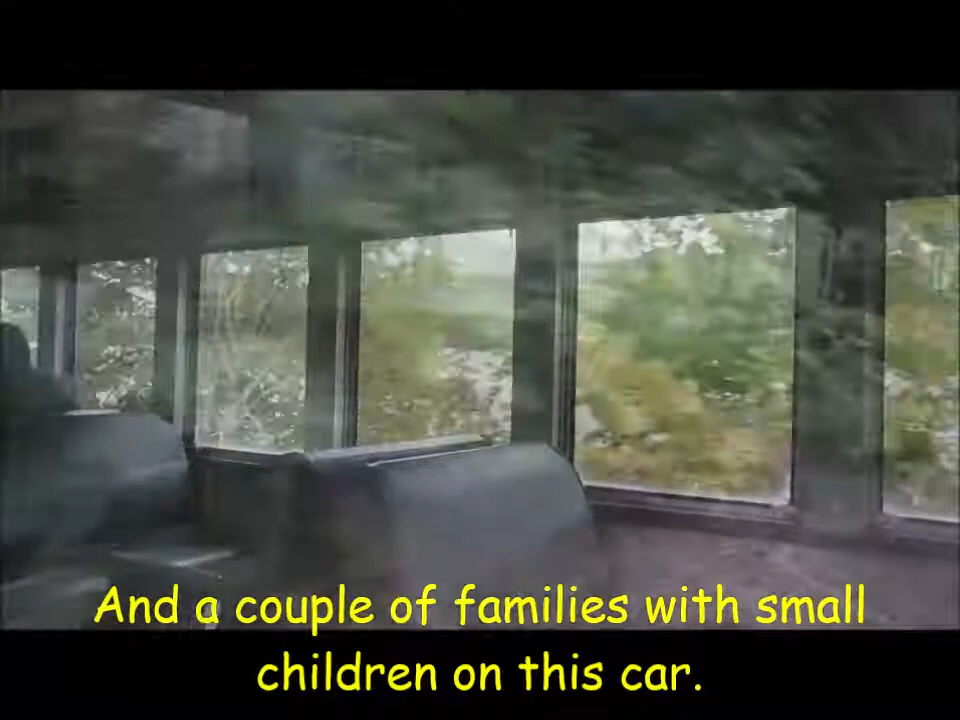 And a couple of families with small
children on this car.